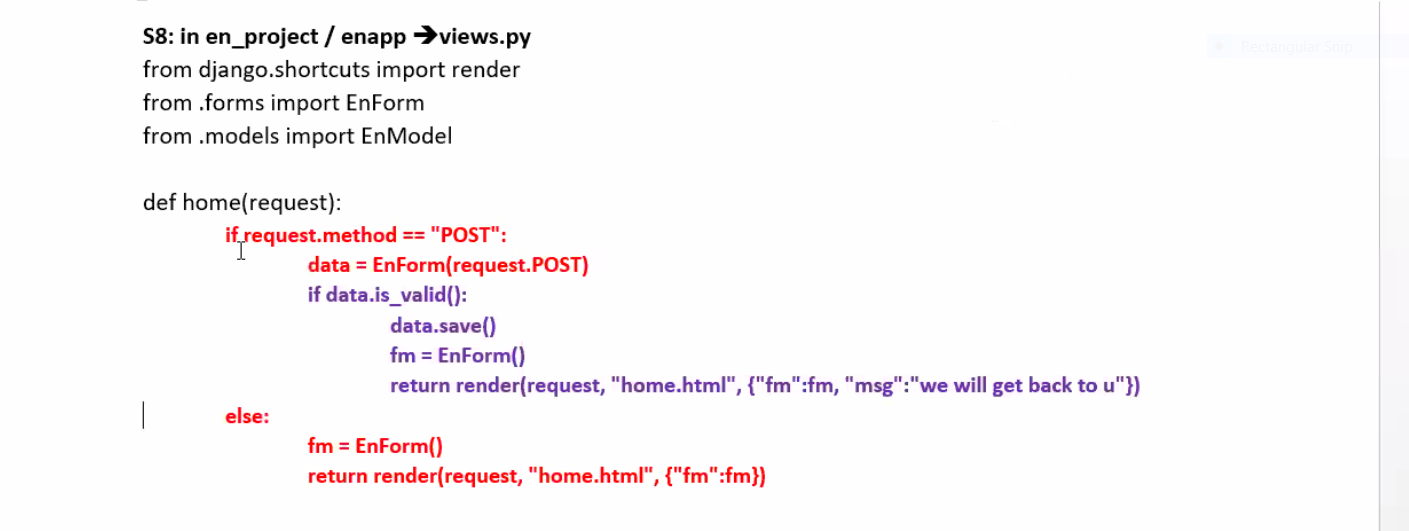 S8: in en_project / enapp ➔views.py
from django.shortcuts import render
from .forms import EnForm
from .models import EnModel
def home(request):
if request.method == "POST":
data = EnForm(request.POST)
if data.is_valid():
data.save()
fm = EnForm()
return render(request, "home.html", {"fm":fm, "msg":"we will get back to u"})
else:
fm = EnForm()
return render(request, "home.html", {"fm":fm})
Rectangular Snip